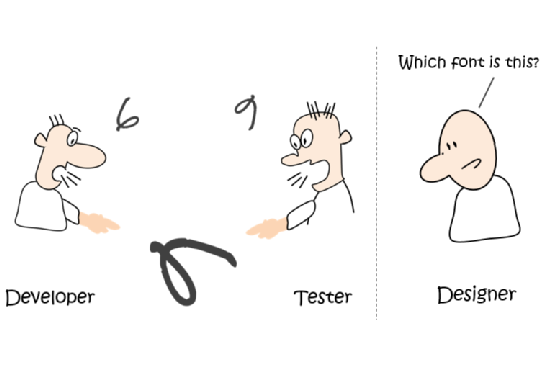 Which font is this?
6
9
Developer
Tester
Designer